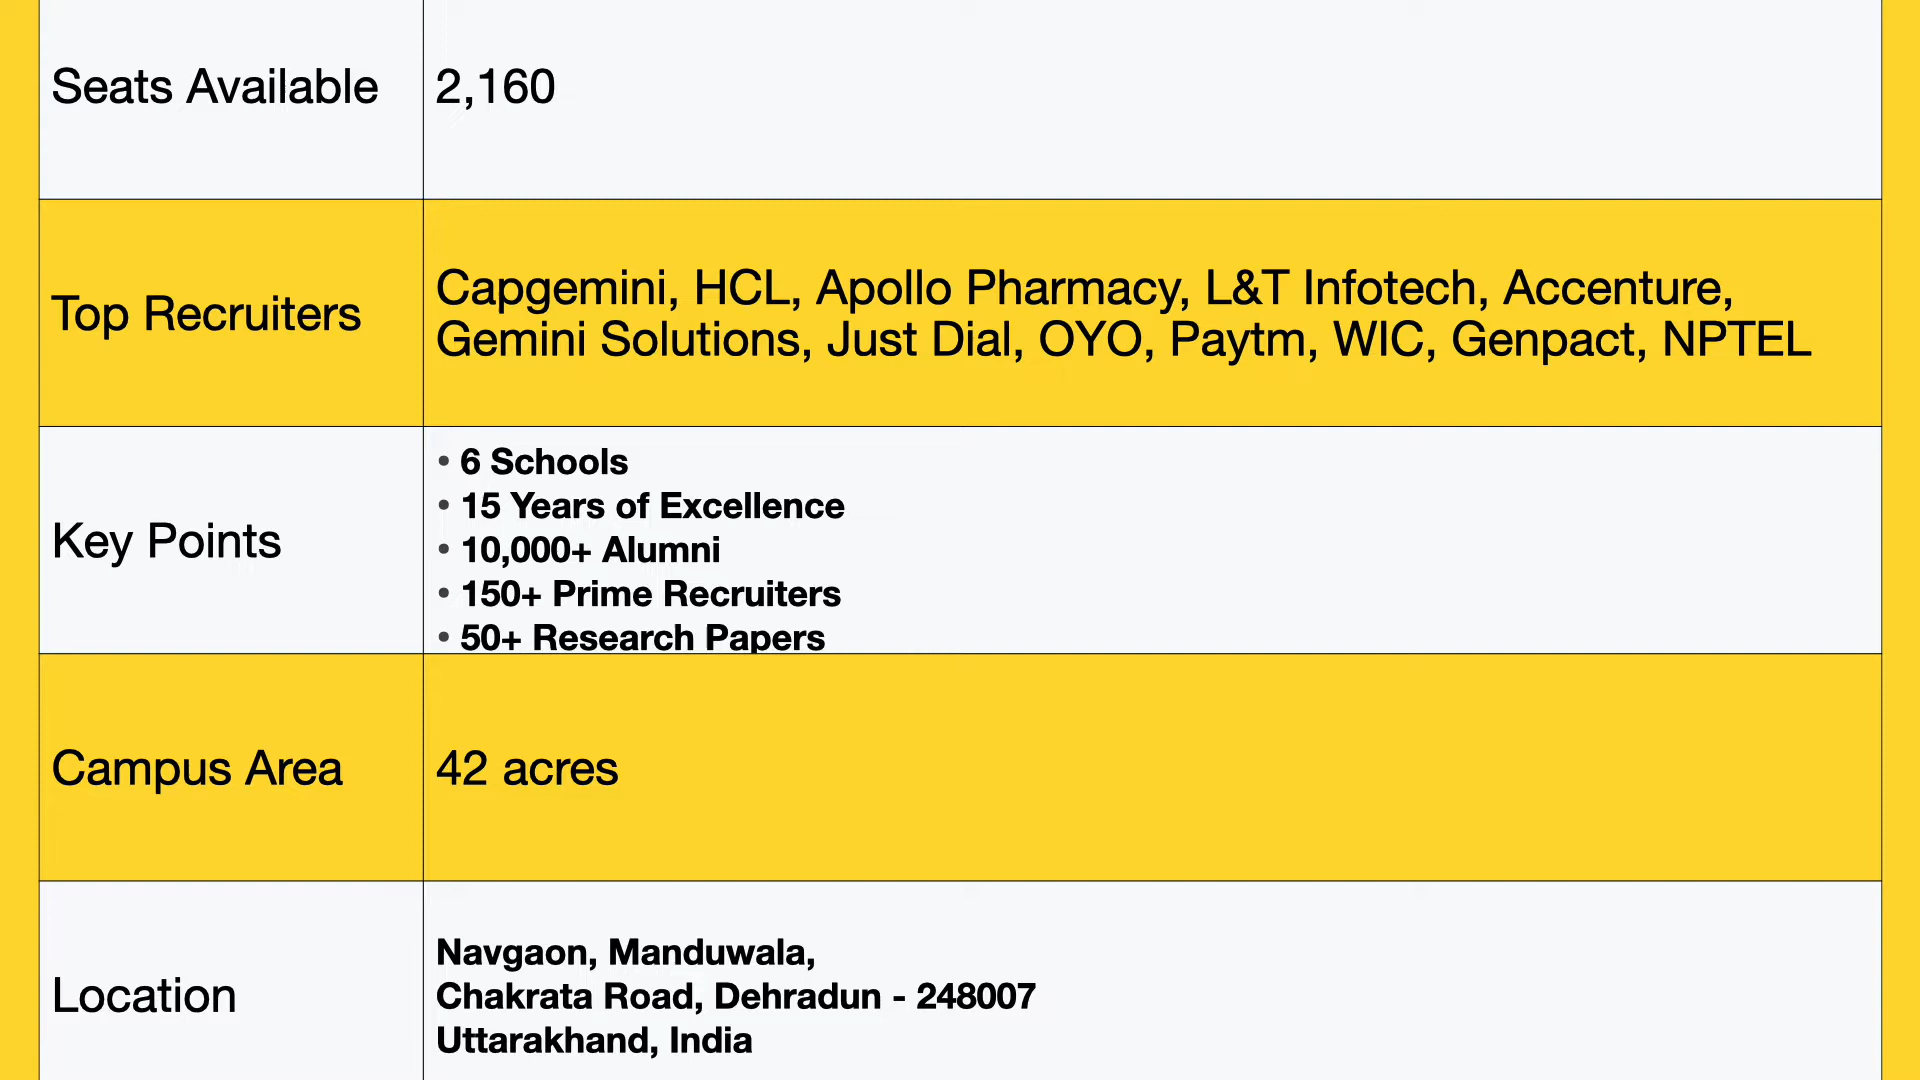 Seats Available
2,160
Top Recruiters
Capgemini, HCL, Apollo Pharmacy, L&T Infotech, Accenture,
Gemini Solutions, Just Dial, OYO, Paytm, WIC, Genpact, NPTEL
Key Points
• 6 Schools
• 15 Years of Excellence
• 10,000+ Alumni
• 150+ Prime Recruiters
• 50+ Research Papers
Campus Area
42 acres
Location
Navgaon, Manduwala,
Chakrata Road, Dehradun - 248007
Uttarakhand, India